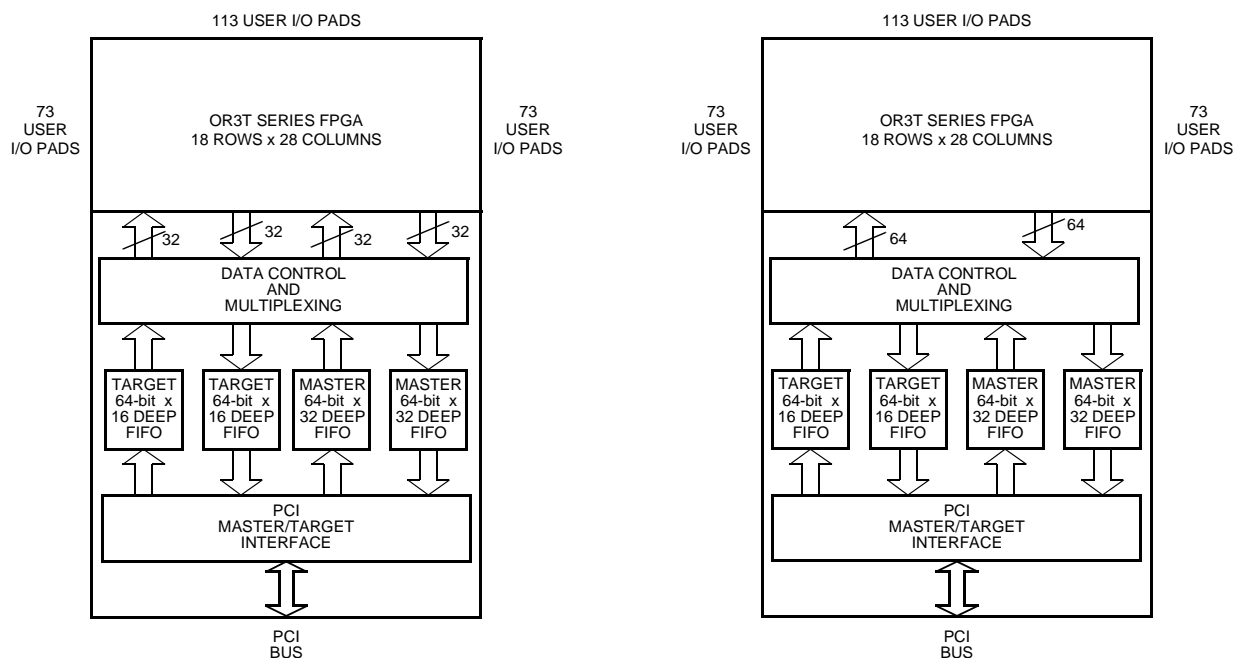 113 USER I/O PADS
73
USER
I/O PADS
OR3T SERIES FPGA
18 ROWS x 28 COLUMNS
73
USER
I/O PADS
32
32
32
32
DATA CONTROL
AND
MULTIPLEXING
TARGET
64-bit x
16 DEEP
FIFO
TARGET
64-bit x
16 DEEP
FIFO
MASTER
64-bit x
32 DEEP
FIFO
MASTER
64-bit x
32 DEEP
FIFO
PCI
MASTER/TARGET
INTERFACE
PCI
BUS
113 USER I/O PADS
73
USER
I/O PADS
OR3T SERIES FPGA
18 ROWS x 28 COLUMNS
73
USER
I/O PADS
64
64
DATA CONTROL
AND
MULTIPLEXING
TARGET
64-bit x
16 DEEP
FIFO
TARGET
64-bit x
16 DEEP
FIFO
MASTER
64-bit x
32 DEEP
FIFO
MASTER
64-bit x
32 DEEP
FIFO
PCI
MASTER/TARGET
INTERFACE
PCI
BUS